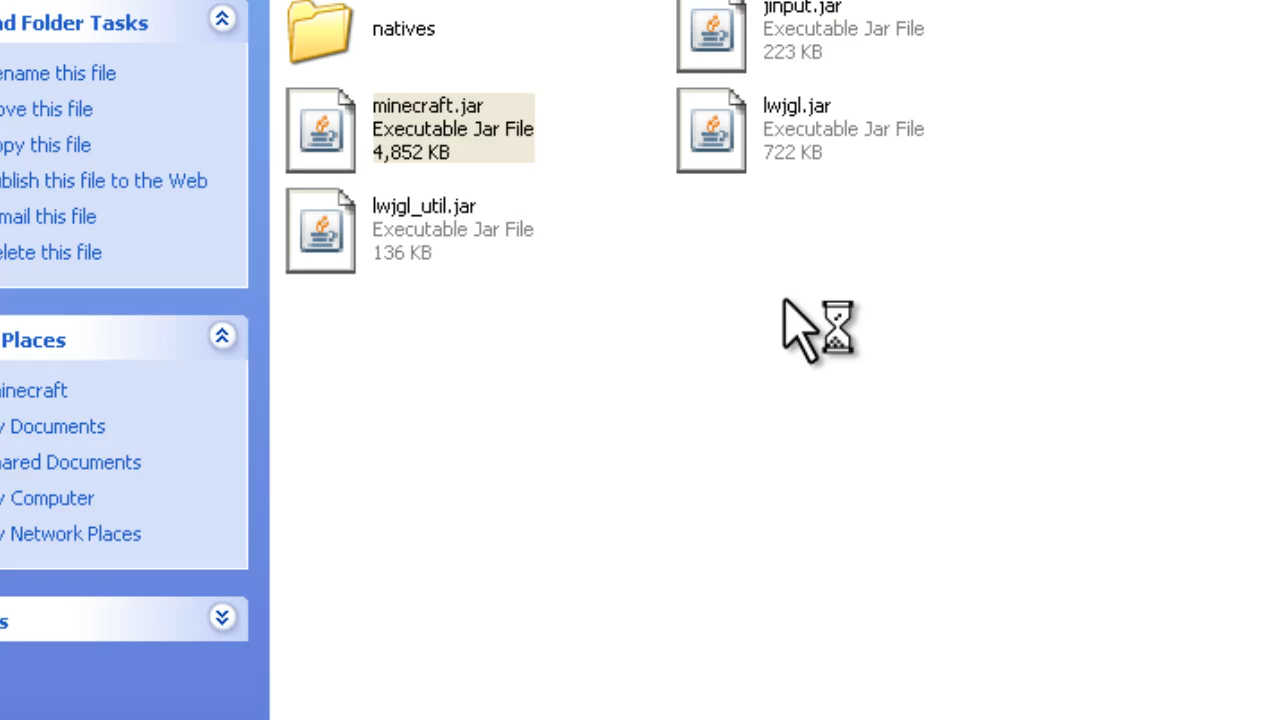 nd Folder Tasks
ename this file
ove this file
opy this file
ublish this file to the Web
mail this file
elete this file
Places
inecraft
y Documents
ared Documents
y Computer
y Network Places
s
natives
jinput.jar
Executable Jar File
223 KB
minecraft.jar
Executable Jar File
4,852 KB
lwjgl.jar
Executable Jar File
722 KB
lwjgl_util.jar
Executable Jar File
136 KB